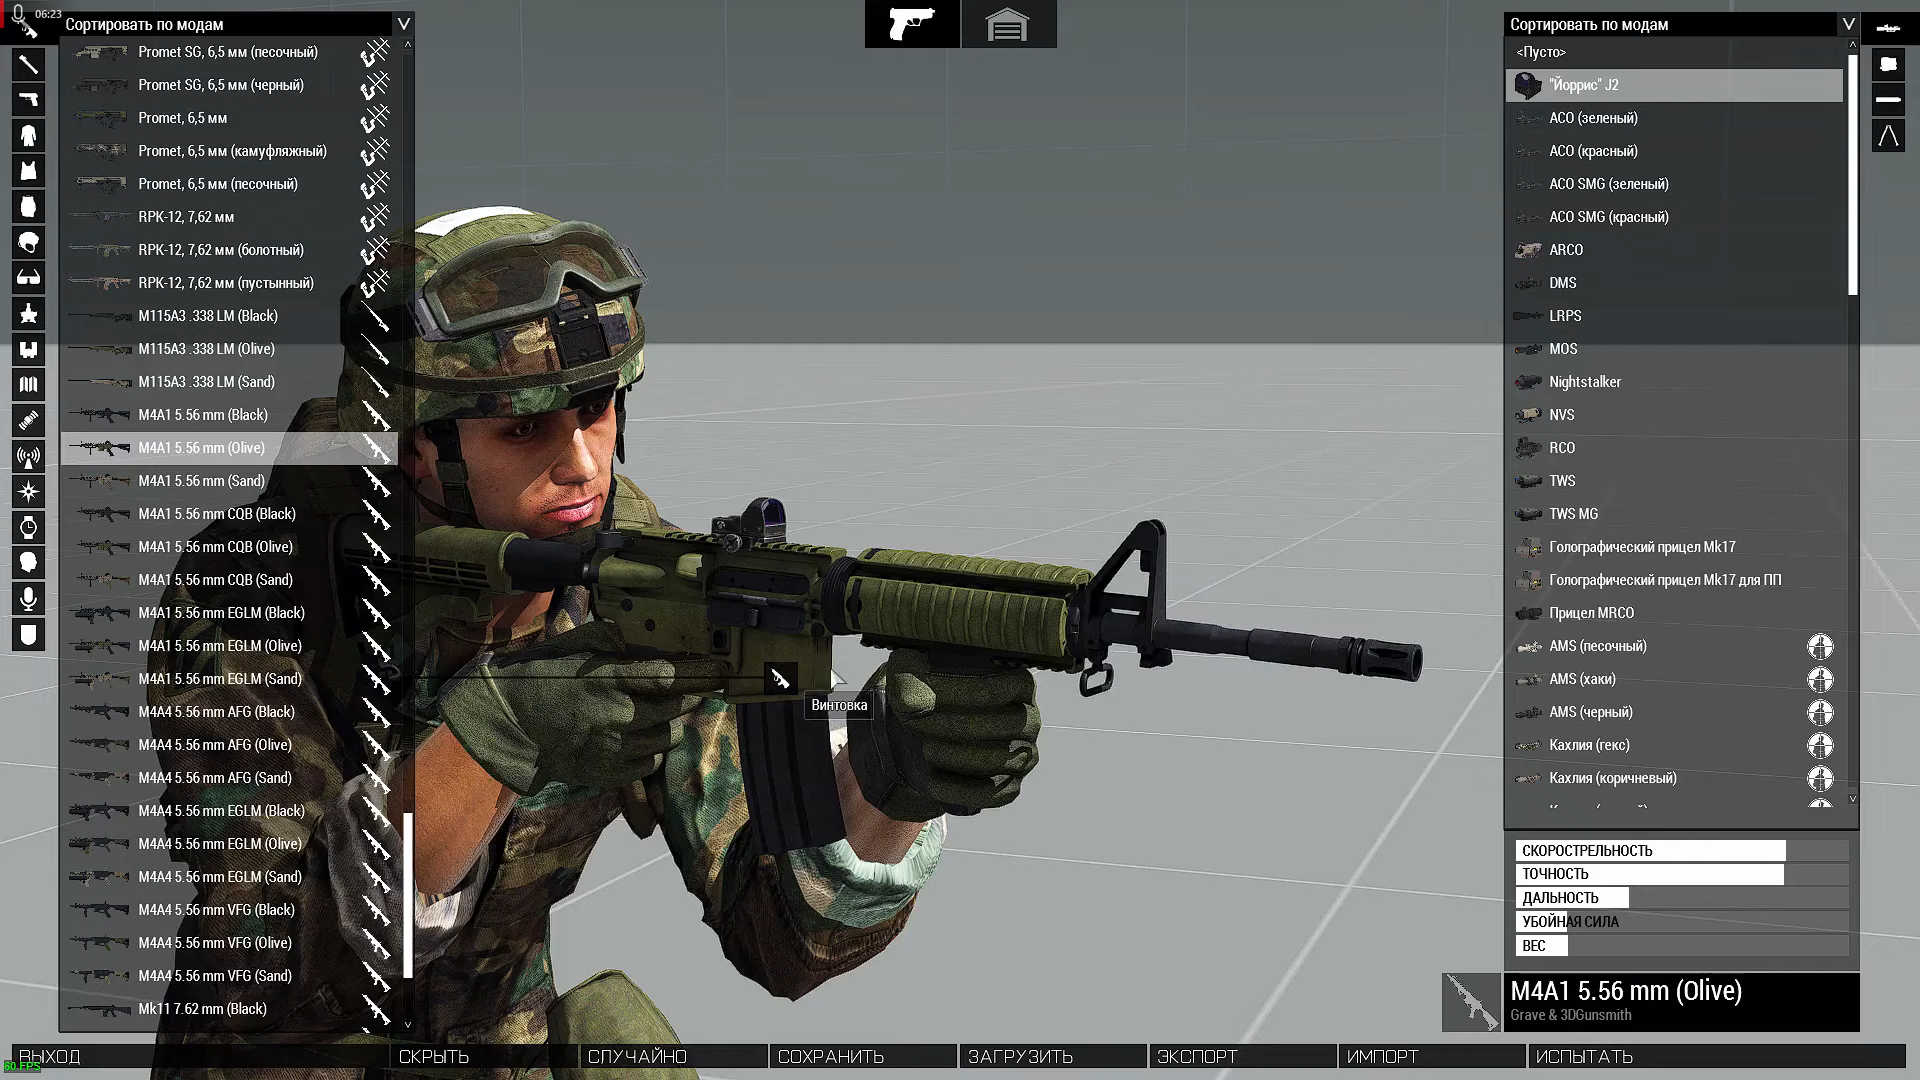 06:23
Сортировать по модам
Promet SG, 6,5 мм (песочный)
Promet SG, 6,5 мм (черный)
Promet, 6,5 мм
Promet, 6,5 мм (камуфляжный)
Promet, 6,5 мм (песочный)
RPK-12, 7,62 мм
RPK-12, 7,62 мм (болотный)
RPK-12, 7,62 мм (пустынный)
M115A3 .338 LM (Black)
M115A3 .338 LM (Olive)
M115A3 .338 LM (Sand)
M4A1 5.56 mm (Black)
M4A1 5.56 mm (Olive)
M4A1 5.56 mm (Sand)
M4A1 5.56 mm CQB (Black)
M4A1 5.56 mm CQB (Olive)
M4A1 5.56 mm CQB (Sand)
M4A1 5.56 mm EGLM (Black)
M4A1 5.56 mm EGLM (Olive)
M4A1 5.56 mm EGLM (Sand)
M4A4 5.56 mm AFG (Black)
M4A4 5.56 mm AFG (Olive)
M4A4 5.56 mm AFG (Sand)
M4A4 5.56 mm EGLM (Black)
M4A4 5.56 mm EGLM (Olive)
M4A4 5.56 mm EGLM (Sand)
M4A4 5.56 mm VFG (Black)
M4A4 5.56 mm VFG (Olive)
M4A4 5.56 mm VFG (Sand)
Mk11 7.62 mm (Black)
Винтовка
Сортировать по модам
<Пусто>
"Йоррис" J2
ACO (зеленый)
ACO (красный)
ACO SMG (зеленый)
ACO SMG (красный)
ARCO
DMS
LRPS
MOS
Nightstalker
NVS
RCO
TWS
TWS MG
Голографический прицел Mk17
Голографический прицел Mk17 для ПП
Прицел MRCO
AMS (песочный)
AMS (хаки)
AMS (черный)
Кахлия (гекс)
Кахлия (коричневый)
СКОРОСТРЕЛЬНОСТЬ
ТОЧНОСТЬ
ДАЛЬНОСТЬ
УБОЙНАЯ СИЛА
ВЕС
M4A1 5.56 mm (Olive)
Grave & 3DGunsmith
ВЫХОД СКРЫТЬ СЛУЧАЙНО СОХРАНИТЬ ЗАГРУЗИТЬ ЭКСПОРТ ИМПОРТ ИСПЫТАТЬ
60 FPS